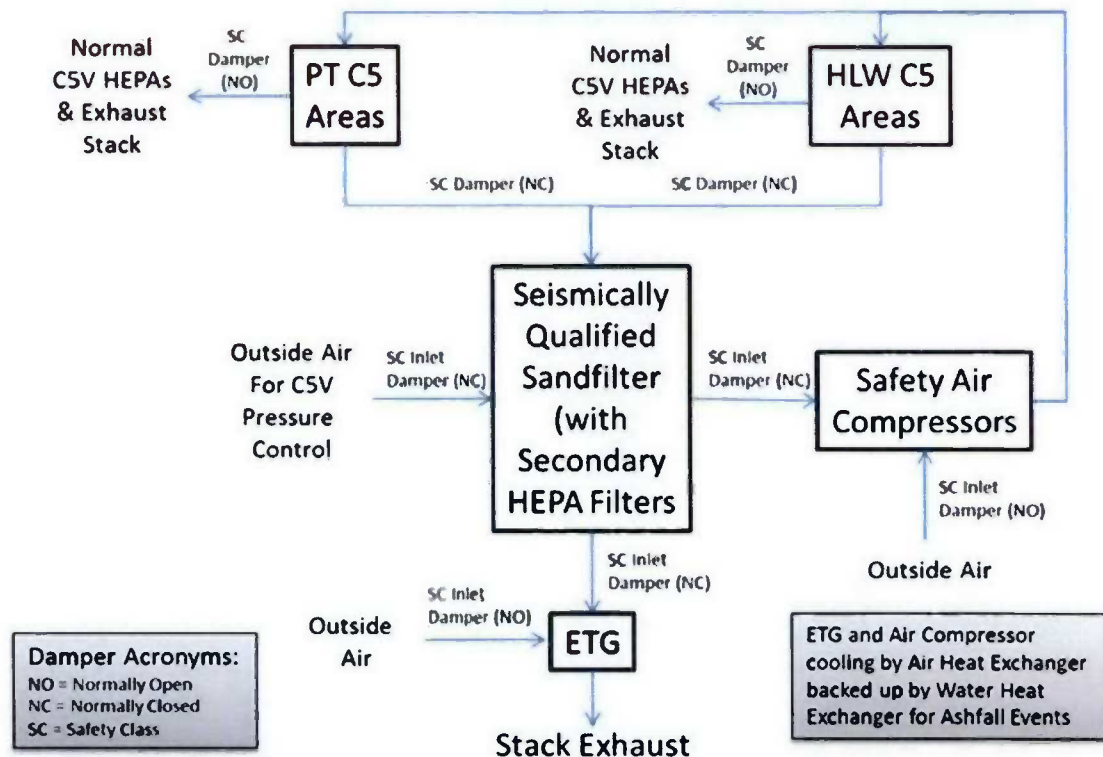 Normal
C5V HEPAs
& Exhaust
Stack
SC
Damper
(NO)
PT C5
Areas
Normal
C5V HEPAs
& Exhaust
Stack
SC
Damper
(NO)
HLW C5
Areas
SC Damper (NC)
SC Damper (NC)
Outside Air
For C5V
Pressure
Control
SC Inlet
Damper (NC)
Seismically
Qualified
Sandfilter
(with
Secondary
HEPA Filters
SC Inlet
Damper (NC)
Safety Air
Compressors
SC Inlet
Damper (NO)
Outside Air
SC Inlet
Damper (NC)
Outside
Air
SC Inlet
Damper (NO)
ETG
Stack Exhaust
Damper Acronyms:
NO = Normally Open
NC = Normally Closed
SC = Safety Class
ETG and Air Compressor
cooling by Air Heat Exchanger
backed up by Water Heat
Exchanger for Ashfall Events